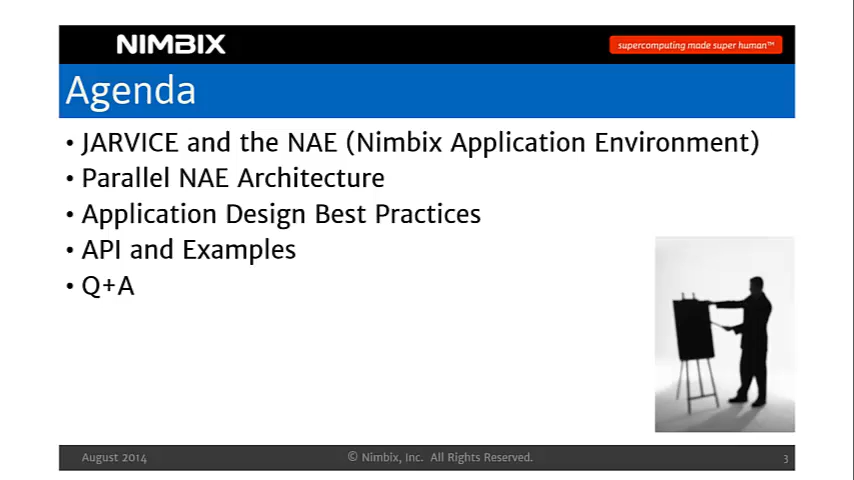 NIMBIX
supercomputing made super human™
Agenda
• JARVICE and the NAE (Nimbix Application Environment)
• Parallel NAE Architecture
• Application Design Best Practices
• API and Examples
• Q+A
August 2014
© Nimbix, Inc. All Rights Reserved.
3